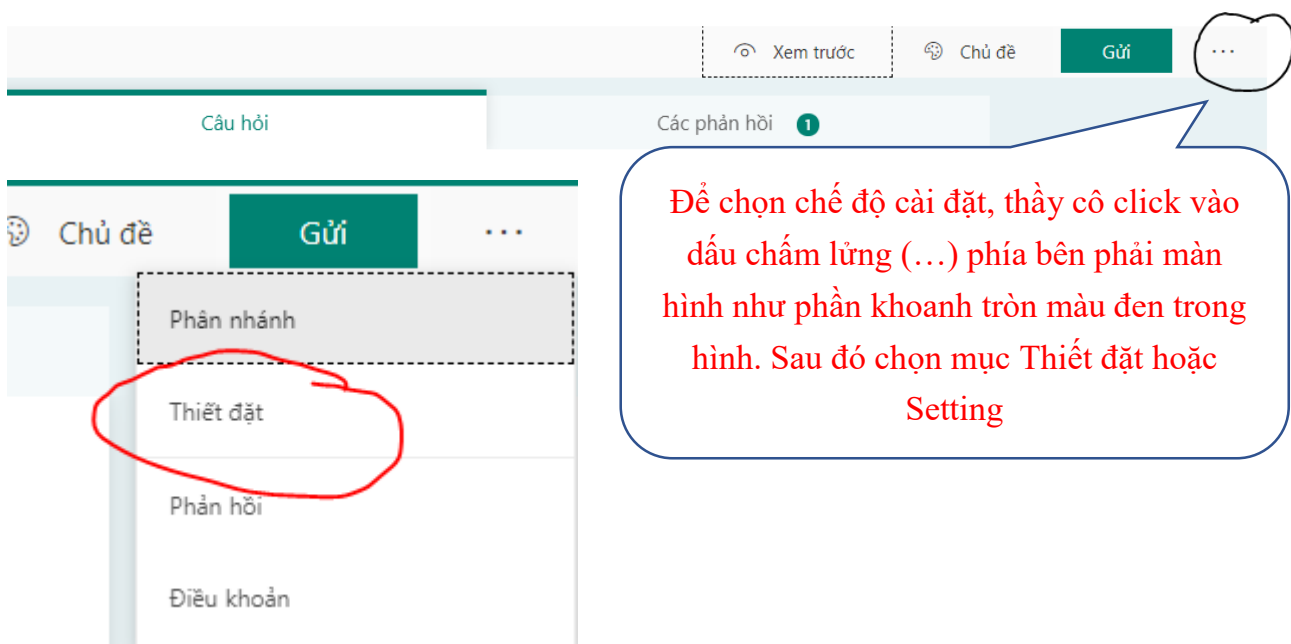 Xem trước
Chủ đề
Gửi
...
Câu hỏi
Các phản hồi 1
Chủ đề
Gửi
...
Phân nhánh
Thiết đặt
Phản hồi
Điều khoản
Để chọn chế độ cài đặt, thầy cô click vào
dấu chấm lửng (…) phía bên phải màn
hình như phần khoanh tròn màu đen trong
hình. Sau đó chọn mục Thiết đặt hoặc
Setting